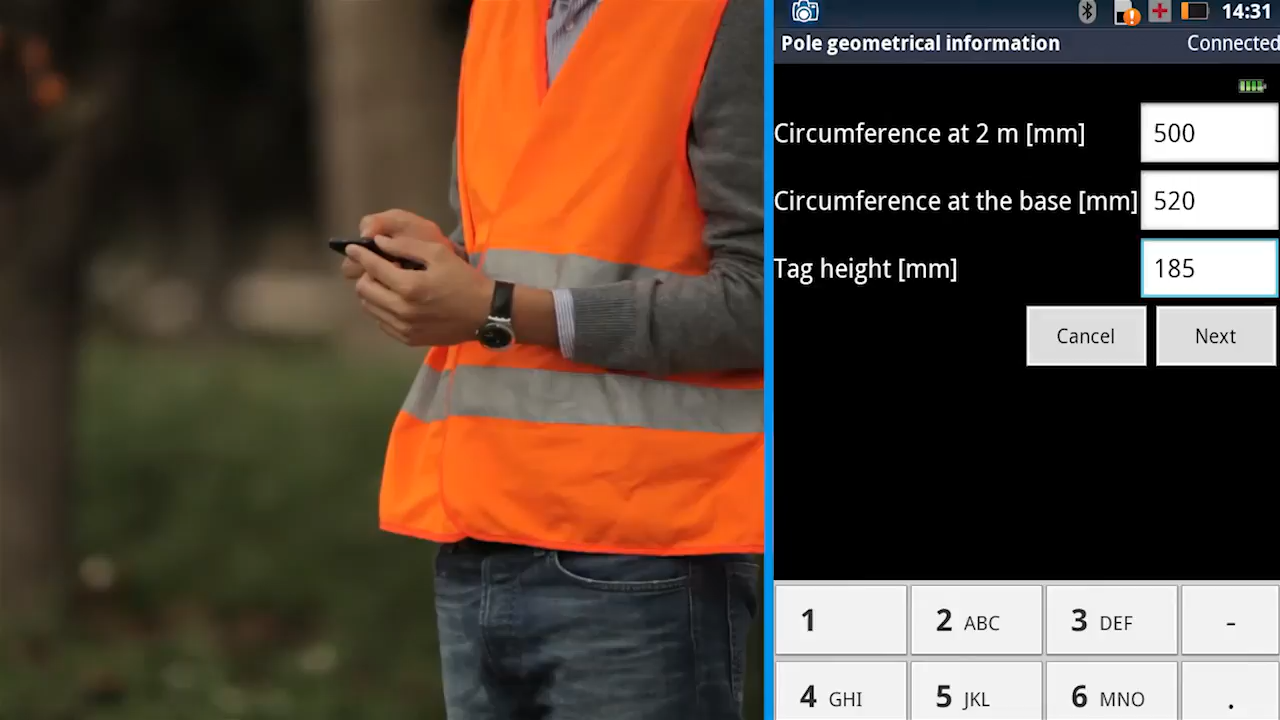 14:31
Pole geometrical information Connected
Circumference at 2 m [mm] 500
Circumference at the base [mm] 520
Tag height [mm] 185
Cancel Next
1 2 ABC 3 DEF -
4 GHI 5 JKL 6 MNO .